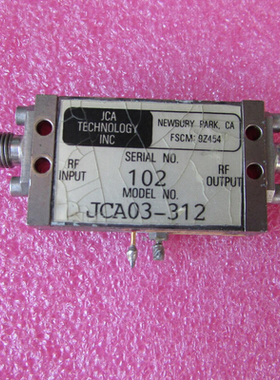 JCA
TECHNOLOGY
INC
NEWBURY PARK, CA
FSCM: 9Z454
RF
INPUT
SERIAL NO.
102
MODEL NO.
RF
OUTPUT
JCA03-312